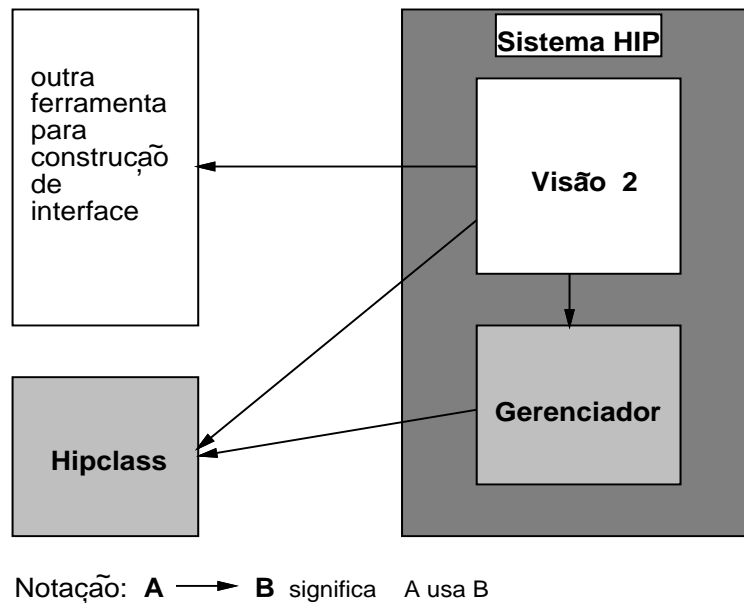 outra
ferramenta
para
construção
de
interface
Sistema HIP
Visão 2
Gerenciador
Hipclass
Notação: A B significa A usa B